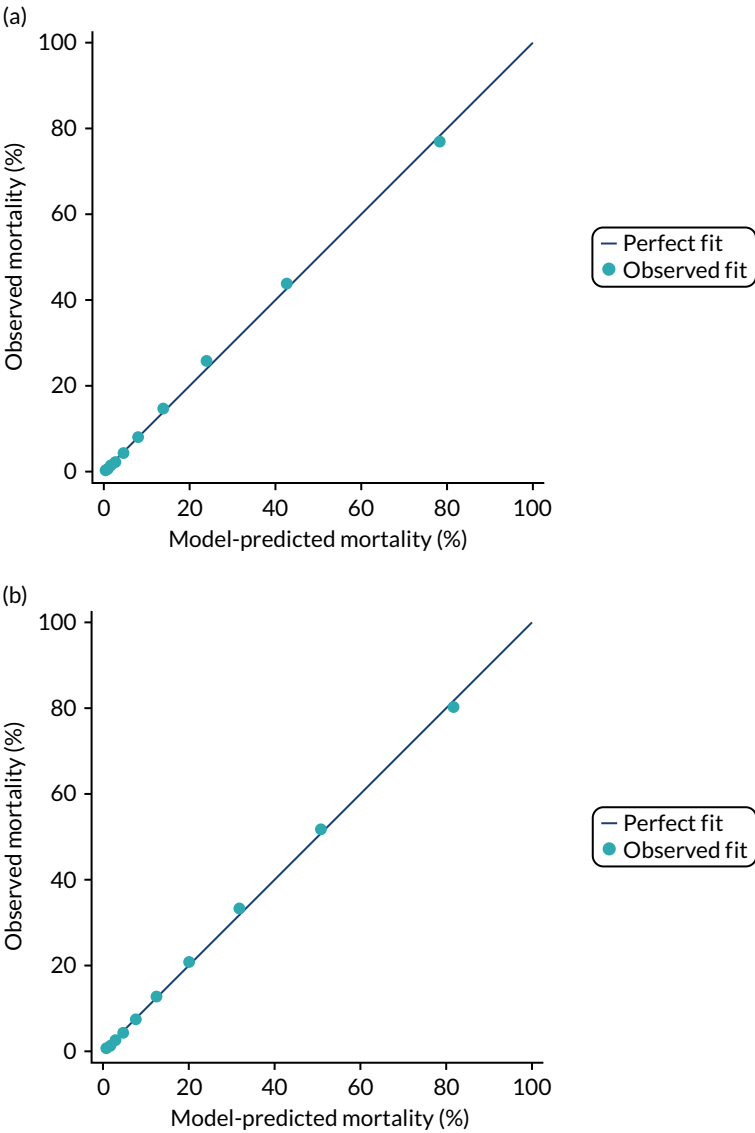 (a)
100
80
60
40
20
0
Observed mortality (%)
0 20 40 60 80 100
Model-predicted mortality (%)
Perfect fit
Observed fit
(b)
100
80
60
40
20
0
Observed mortality (%)
0 20 40 60 80 100
Model-predicted mortality (%)
Perfect fit
Observed fit